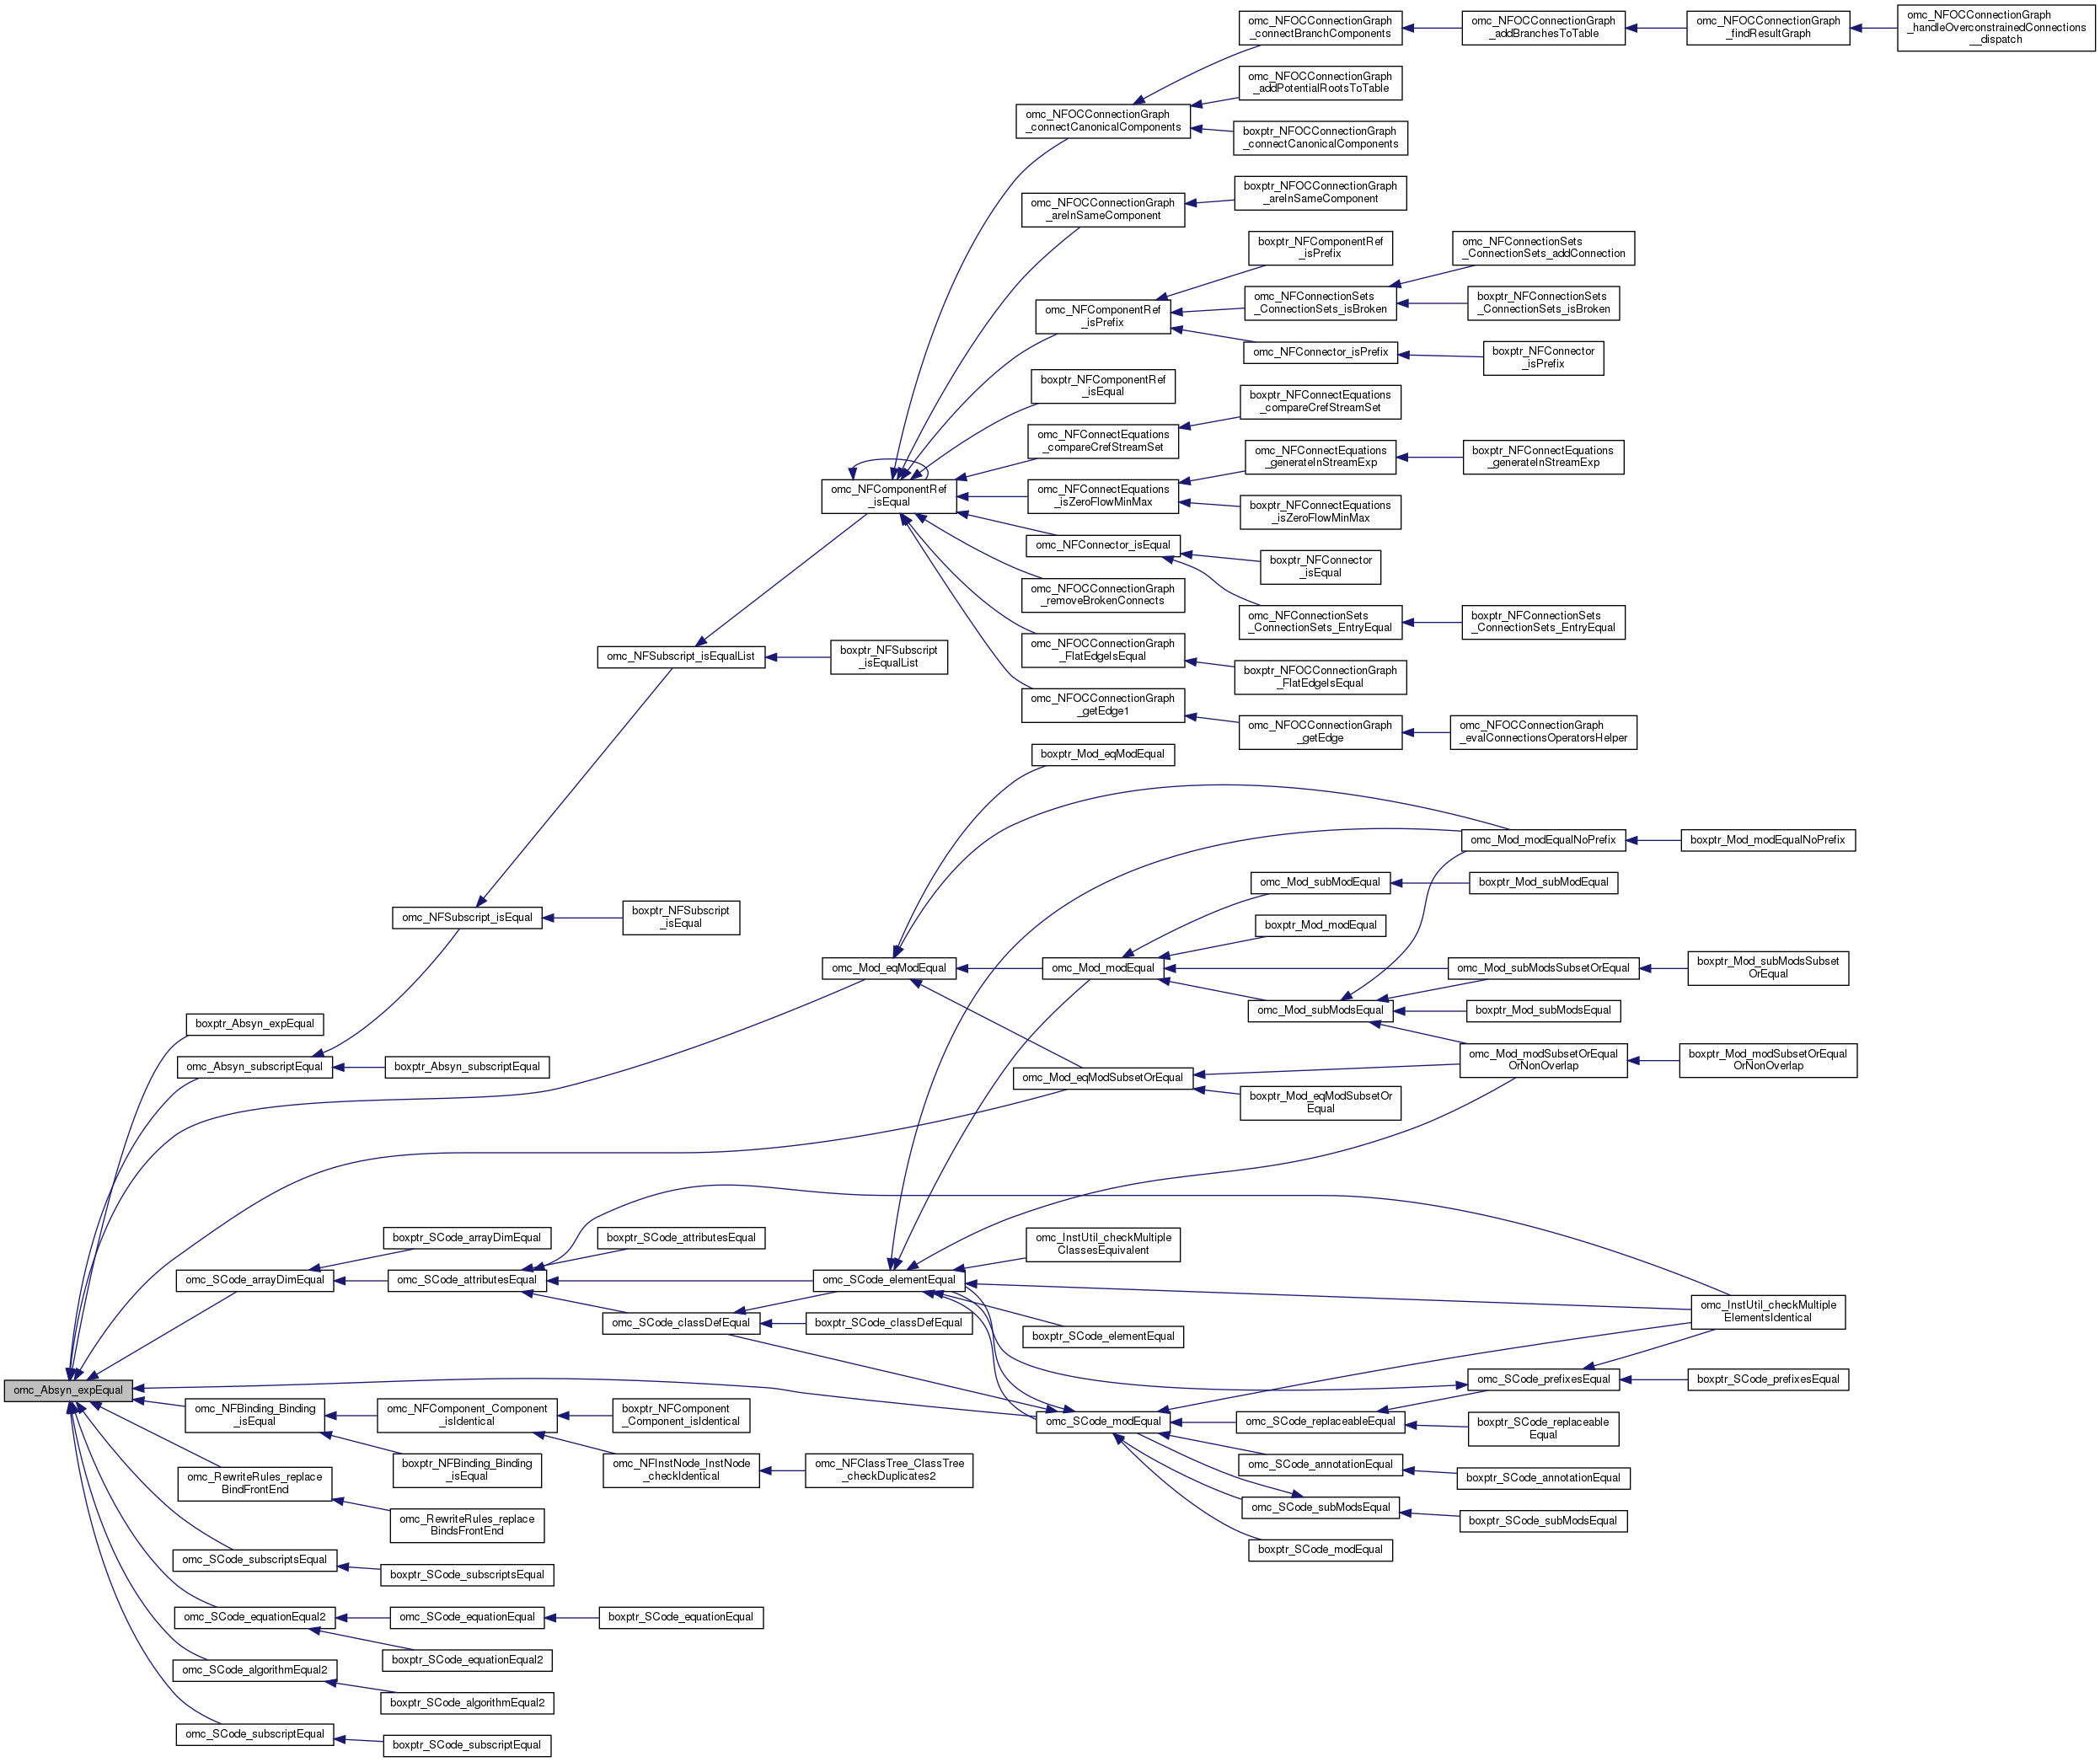 omc_NFOCConnectionGraph
_connectBranchComponents
omc_NFOCConnectionGraph
_addBranchesToTable
omc_NFOCConnectionGraph
_findResultGraph
omc_NFOCConnectionGraph
_handleOverconstrainedConnections
__dispatch
omc_NFOCConnectionGraph
_addPotentialRootsToTable
omc_NFOCConnectionGraph
_connectCanonicalComponents
boxptr_NFOCConnectionGraph
_connectCanonicalComponents
boxptr_NFOCConnectionGraph
_areInSameComponent
omc_NFOCConnectionGraph
_areInSameComponent
boxptr_NFComponentRef
_isPrefix
omc_NFConnectionSets
_ConnectionSets_addConnection
omc_NFComponentRef
_isPrefix
omc_NFConnectionSets
_ConnectionSets_isBroken
boxptr_NFConnectionSets
_ConnectionSets_isBroken
omc_NFConnector_isPrefix
boxptr_NFConnector
_isPrefix
boxptr_NFComponentRef
_isEqual
boxptr_NFConnectEquations
_compareCrefStreamSet
omc_NFConnectEquations
_compareCrefStreamSet
omc_NFConnectEquations
_generateInStreamExp
boxptr_NFConnectEquations
_generateInStreamExp
omc_NFComponentRef
_isEqual
omc_NFConnectEquations
_isZeroFlowMinMax
boxptr_NFConnectEquations
_isZeroFlowMinMax
omc_NFConnector_isEqual
boxptr_NFConnector
_isEqual
omc_NFOCConnectionGraph
_removeBrokenConnects
omc_NFConnectionSets
_ConnectionSets_EntryEqual
boxptr_NFConnectionSets
_ConnectionSets_EntryEqual
omc_NFSubscript_isEqualList
boxptr_NFSubscript
_isEqualList
omc_NFOCConnectionGraph
_FlatEdgeIsEqual
boxptr_NFOCConnectionGraph
_FlatEdgeIsEqual
omc_NFOCConnectionGraph
_getEdge1
omc_NFOCConnectionGraph
_getEdge
omc_NFOCConnectionGraph
_evalConnectionsOperatorsHelper
boxptr_Mod_eqModEqual
omc_Mod_modEqualNoPrefix
boxptr_Mod_modEqualNoPrefix
omc_Mod_subModEqual
boxptr_Mod_subModEqual
omc_NFSubscript_isEqual
boxptr_NFSubscript
_isEqual
boxptr_Mod_modEqual
omc_Mod_eqModEqual
omc_Mod_modEqual
omc_Mod_subModsSubsetOrEqual
boxptr_Mod_subModsSubset
OrEqual
omc_Mod_subModsEqual
boxptr_Mod_subModsEqual
boxptr_Absyn_expEqual
omc_Absyn_subscriptEqual
boxptr_Absyn_subscriptEqual
omc_Mod_modSubsetOrEqual
OrNonOverlap
boxptr_Mod_modSubsetOrEqual
OrNonOverlap
omc_Mod_eqModSubsetOrEqual
boxptr_Mod_eqModSubsetOr
Equal
boxptr_SCode_arrayDimEqual
boxptr_SCode_attributesEqual
omc_InstUtil_checkMultiple
ClassesEquivalent
omc_SCode_arrayDimEqual
omc_SCode_attributesEqual
omc_SCode_elementEqual
omc_InstUtil_checkMultiple
ElementsIdentical
omc_SCode_classDefEqual
boxptr_SCode_classDefEqual
boxptr_SCode_elementEqual
omc_Absyn_expEqual
omc_SCode_prefixesEqual
boxptr_SCode_prefixesEqual
omc_NFBinding_Binding
_isEqual
omc_NFComponent_Component
_isIdentical
boxptr_NFComponent
_Component_isIdentical
omc_SCode_modEqual
omc_SCode_replaceableEqual
boxptr_SCode_replaceable
Equal
boxptr_NFBinding_Binding
_isEqual
omc_NFInstNode_InstNode
_checkIdentical
omc_NFClassTree_ClassTree
_checkDuplicates2
omc_SCode_annotationEqual
boxptr_SCode_annotationEqual
omc_RewriteRules_replace
BindFrontEnd
omc_RewriteRules_replace
BindsFrontEnd
omc_SCode_subModsEqual
boxptr_SCode_subModsEqual
boxptr_SCode_modEqual
omc_SCode_subscriptsEqual
boxptr_SCode_subscriptsEqual
omc_SCode_equationEqual2
omc_SCode_equationEqual
boxptr_SCode_equationEqual
boxptr_SCode_equationEqual2
omc_SCode_algorithmEqual2
boxptr_SCode_algorithmEqual2
omc_SCode_subscriptEqual
boxptr_SCode_subscriptEqual